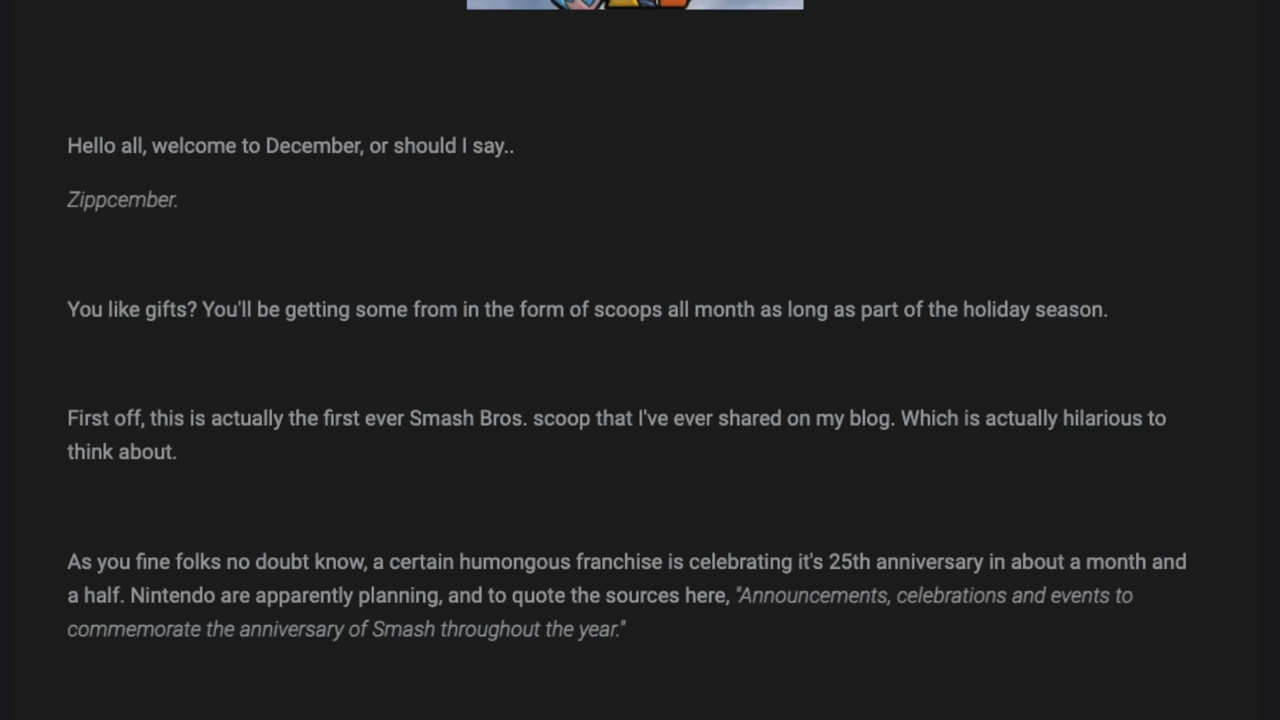 Hello all, welcome to December, or should I say..
Zippcember.
You like gifts? You'll be getting some from in the form of scoops all month as long as part of the holiday season.
First off, this is actually the first ever Smash Bros. scoop that I've ever shared on my blog. Which is actually hilarious to
think about.
As you fine folks no doubt know, a certain humongous franchise is celebrating it's 25th anniversary in about a month and
a half. Nintendo are apparently planning, and to quote the sources here, "Announcements, celebrations and events to
commemorate the anniversary of Smash throughout the year."